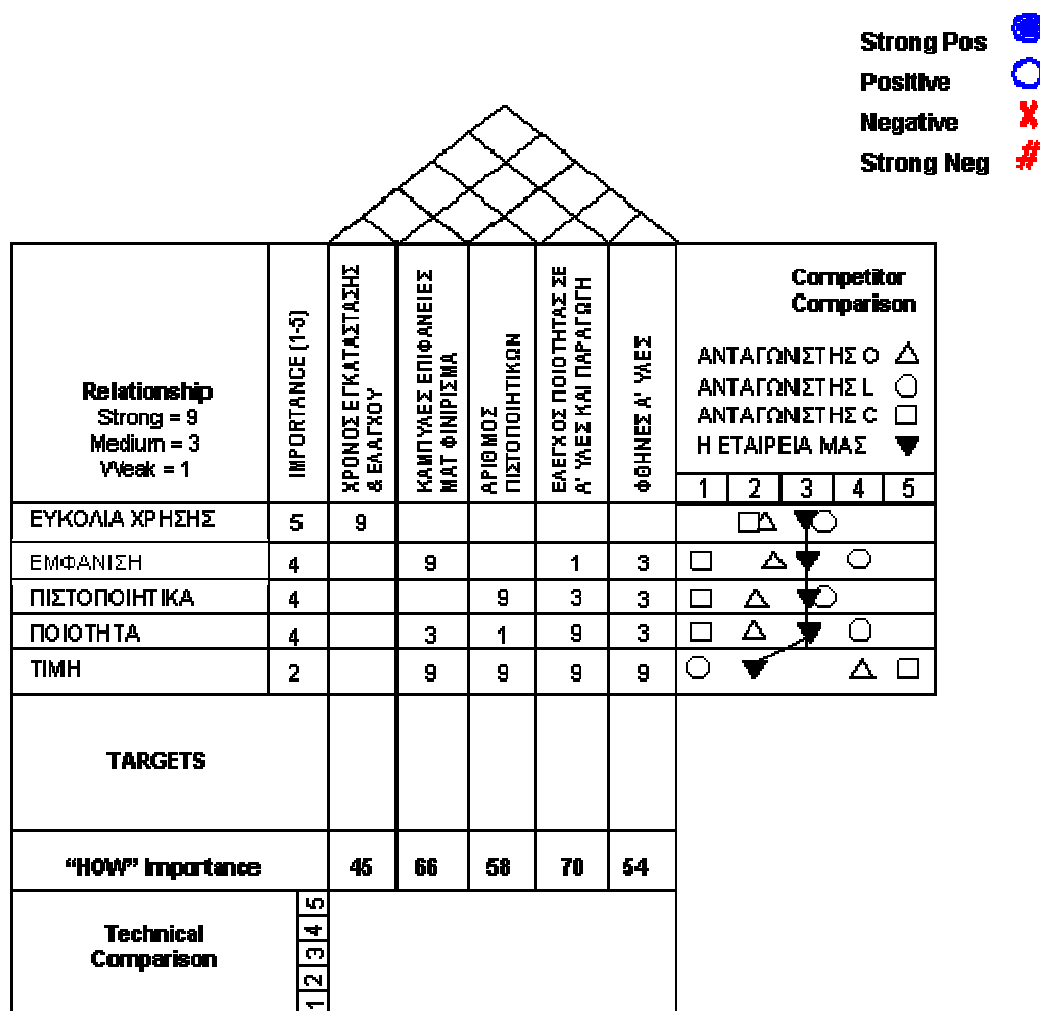 Strong Pos
Positive
Negative X
Strong Neg #
Relationship
Strong = 9
Medium = 3
Weak = 1
IMPORTANCE (1-5)
ΧΡΟΝΟΣ ΕΓΚΑΤΑΣΤΑΣΗΣ
& ΕΛΑΓΧΟΥ
ΚΑΜΠΥΛΕΣ ΕΠΙΦΑΝΕΙΕΣ
ΜΑΤ ΦΙΝΙΡΙΣΜΑ
ΑΡΙΘΜΟΣ
ΠΙΣΤΟΠΟΙΗΤΙΚΩΝ
ΕΛΕΓΧΟΣ ΠΟΙΟΤΗΤΑΣ ΣΕ
Α' ΥΛΕΣ ΚΑΙ ΠΑΡΑΓΩΓΗ
ΦΘΗΝΕΣ Α' ΥΛΕΣ
Competitor
Comparison
ΑΝΤΑΓΩΝΙΣΤΗΣ Ο
ΑΝΤΑΓΩΝΙΣΤΗΣ L
ΑΝΤΑΓΩΝΙΣΤΗΣ C
Η ΕΤΑΙΡΕΙΑ ΜΑΣ
1 2 3 4 5
ΕΥΚΟΛΙΑ ΧΡΗΣΗΣ 5 9
ΕΜΦΑΝΙΣΗ 4 9 1 3
ΠΙΣΤΟΠΟΙΗΤΙΚΑ 4 9 3 3
ΠΟΙΟΤΗΤΑ 4 3 1 9 3
ΤΙΜΗ 2 9 9 9 9
TARGETS
“HOW” Importance 45 66 58 70 54
Technical
Comparison
1 2 3 4 5